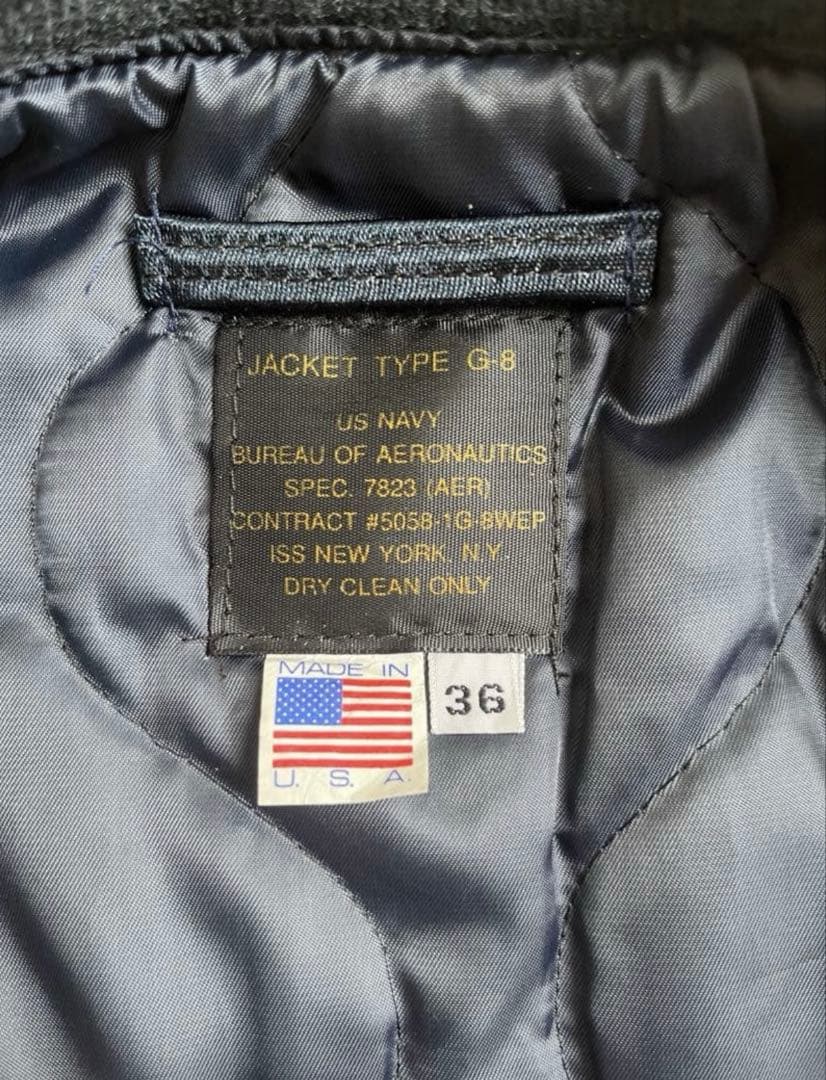 JACKET TYPE G-8
US NAVY
BUREAU OF AERONAUTICS
SPEC. 7823 (AER)
CONTRACT #5058-1G-8WEP
ISS NEW YORK, N.Y.
DRY CLEAN ONLY
MADE IN
U. S. A.
36